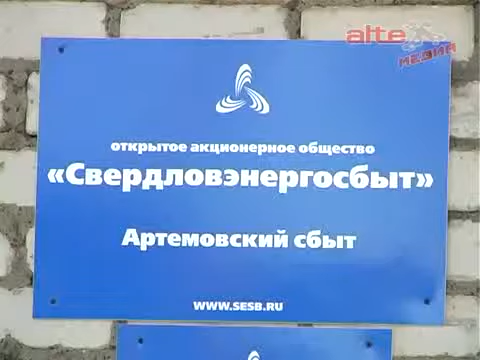 alte
МЕДИА
открытое акционерное общество
«Свердловэнергосбыт»
Артемовский сбыт
WWW.SESB.RU